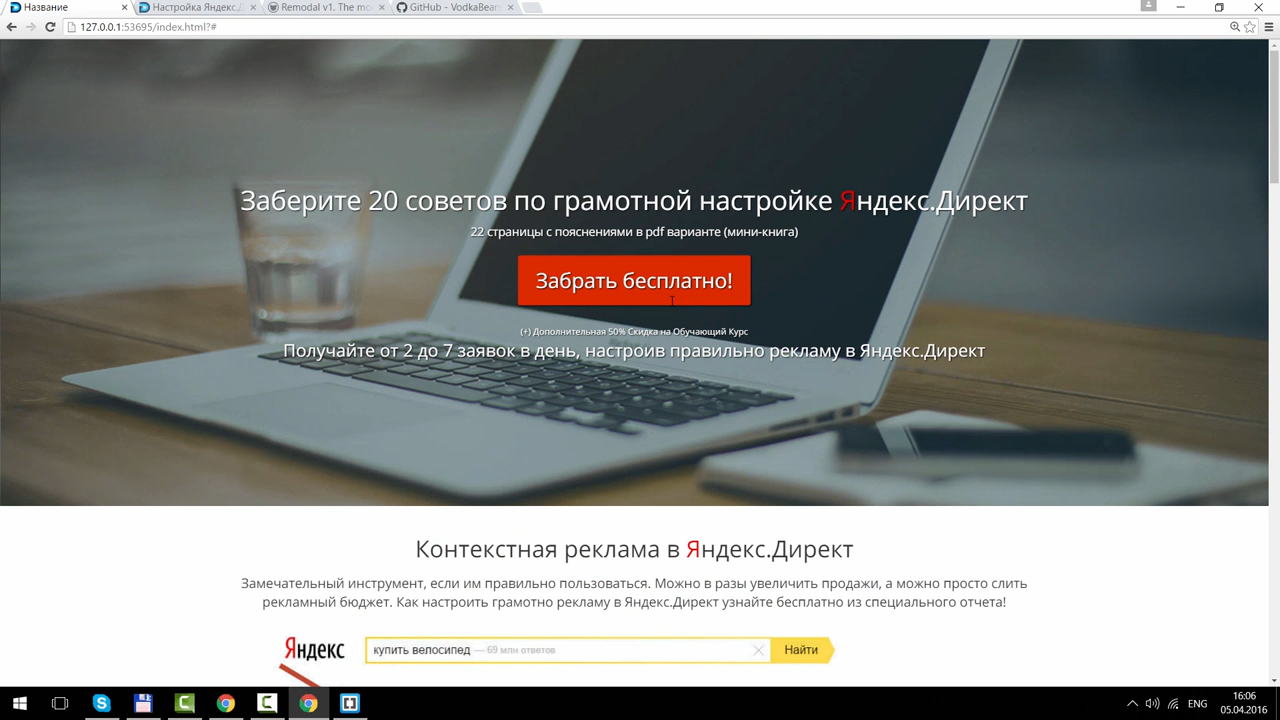 Название
Настройка Яндекс.Д
Remodal v1. The mo
GitHub - VodkaBear
127.0.0.1:53695/index.html?#
Заберите 20 советов по грамотной настройке Яндекс.Директ
22 страницы с пояснениями в pdf варианте (мини-книга)
Забрать бесплатно!
(+) Дополнительная 50% Скидка на Обучающий Курс
Получайте от 2 до 7 заявок в день, настроив правильно рекламу в Яндекс.Директ
Контекстная реклама в Яндекс.Директ
Замечательный инструмент, если им правильно пользоваться. Можно в разы увеличить продажи, а можно просто слить
рекламный бюджет. Как настроить грамотно рекламу в Яндекс.Директ узнайте бесплатно из специального отчета!
Яндекс
купить велосипед — 69 млн ответов
Найти
ENG
16:06
05.04.2016